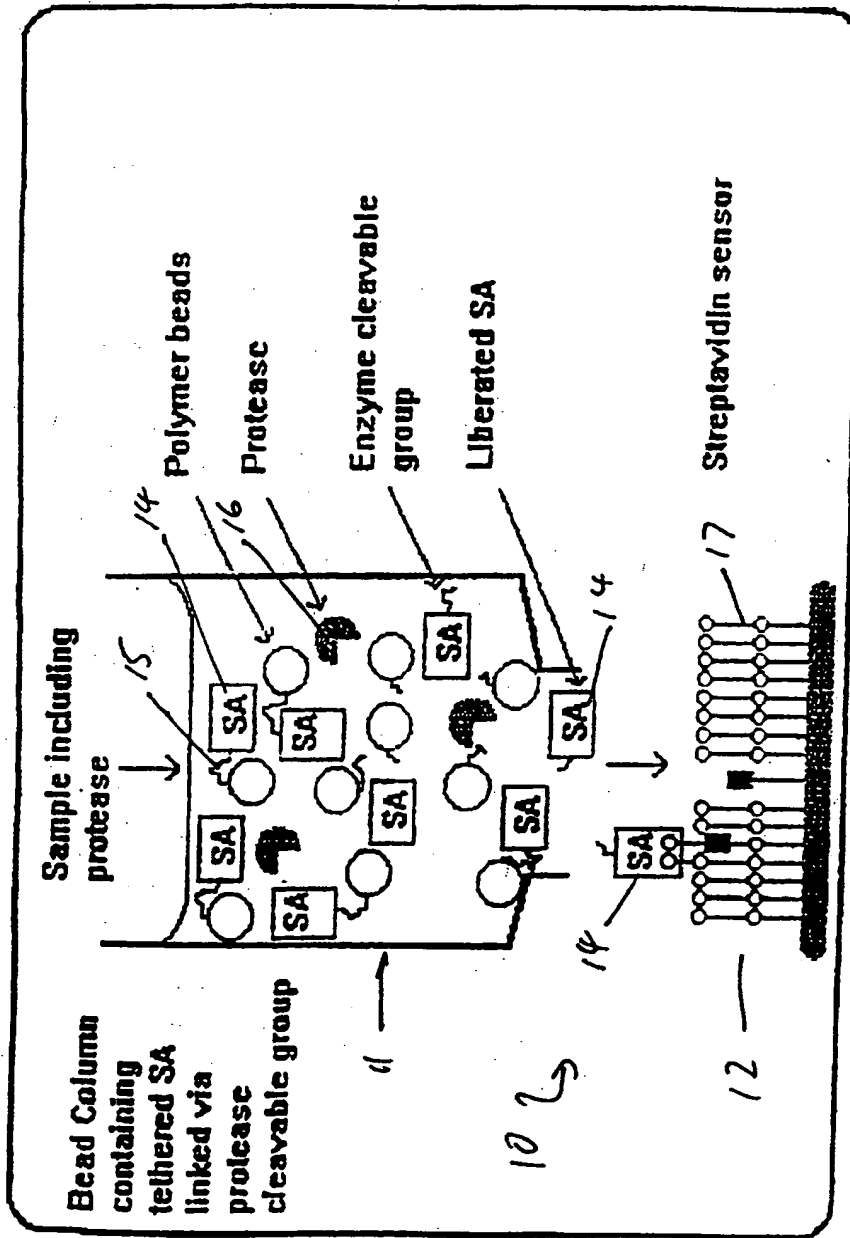 Bead Column
containing
tethered SA
linked via
protease
cleavable group
Sample including
protease
15
14
Polymer beads
16
Protease
Enzyme cleavable
group
Liberated SA
SA
SA
SA
SA
SA
SA
SA
SA
14
11
10
SA
14
12
17
Streptavidin sensor